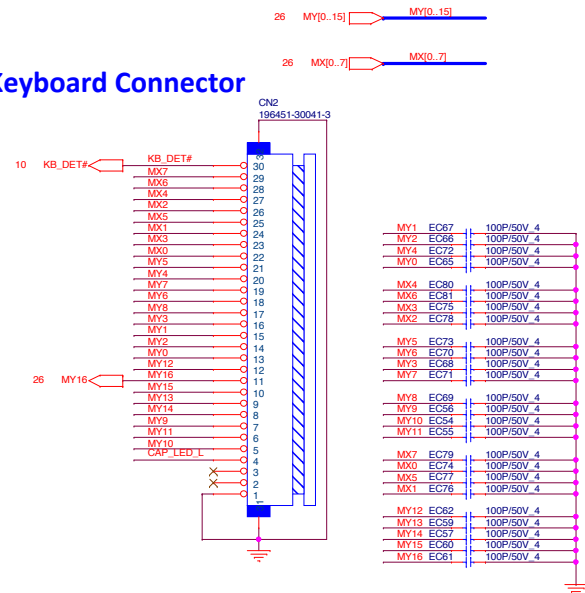 26 MY[0..15] MY[0..15]
26 MX[0..7] MX[0..7]
Keyboard Connector
CN2
196451-30041-3
10 KB_DET# KB_DET# 30
MX7 29
MX6 28
MX4 27
MX2 26
MX5 25
MX1 24
MX3 23
MX0 22
MY5 21
MY4 20
MY7 19
MY6 18
MY8 17
MY3 16
MY1 15
MY2 14
MY0 13
MY12 12
26 MY16 MY16 11
MY15 10
MY13 9
MY14 8
MY9 7
MY11 6
MY10 5
CAP_LED_L 4
3
2
1
MY1 EC67 100P/50V_4
MY2 EC66 100P/50V_4
MY4 EC72 100P/50V_4
MY0 EC65 100P/50V_4
MX4 EC80 100P/50V_4
MX6 EC81 100P/50V_4
MX3 EC75 100P/50V_4
MX2 EC78 100P/50V_4
MY5 EC73 100P/50V_4
MY6 EC70 100P/50V_4
MY3 EC68 100P/50V_4
MY7 EC71 100P/50V_4
MY8 EC69 100P/50V_4
MY9 EC56 100P/50V_4
MY10 EC54 100P/50V_4
MY11 EC55 100P/50V_4
MX7 EC79 100P/50V_4
MX0 EC74 100P/50V_4
MX5 EC77 100P/50V_4
MX1 EC76 100P/50V_4
MY12 EC62 100P/50V_4
MY13 EC59 100P/50V_4
MY14 EC57 100P/50V_4
MY15 EC60 100P/50V_4
MY16 EC61 100P/50V_4